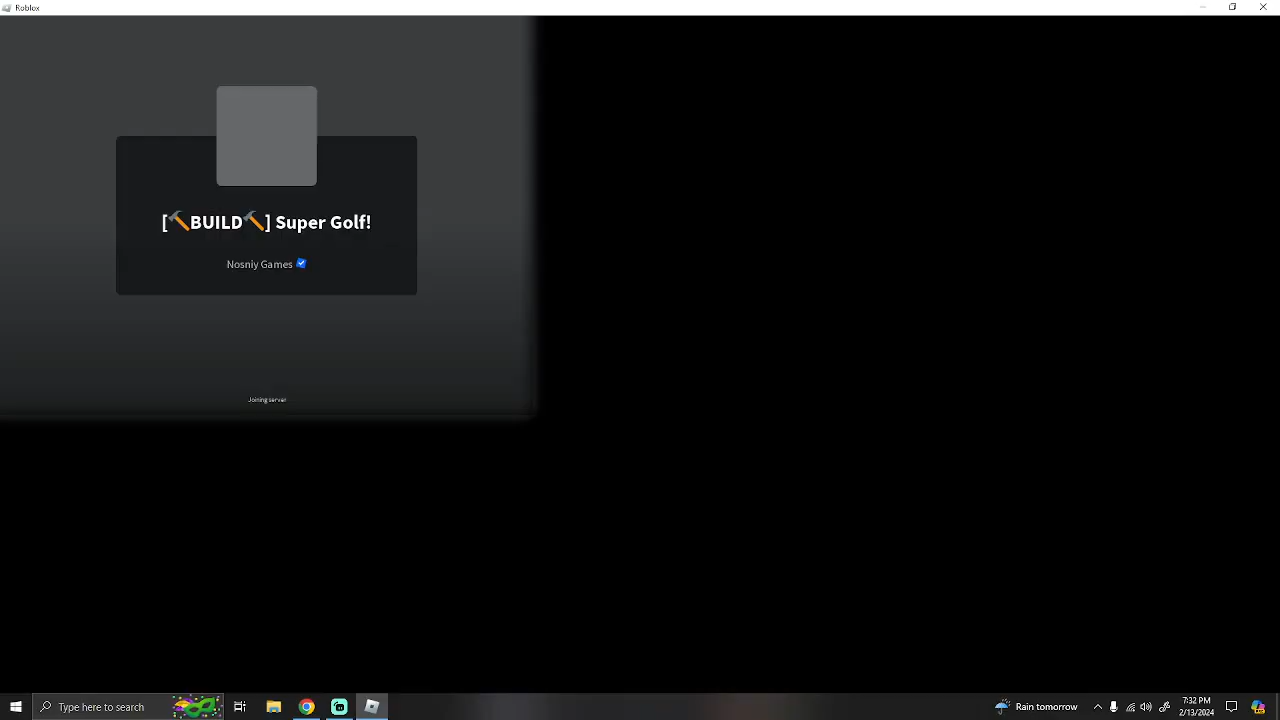 Roblox
[🔨BUILD🔨] Super Golf!
Nosniy Games
Joining server
Type here to search
Rain tomorrow
7:32 PM
2/13/2024